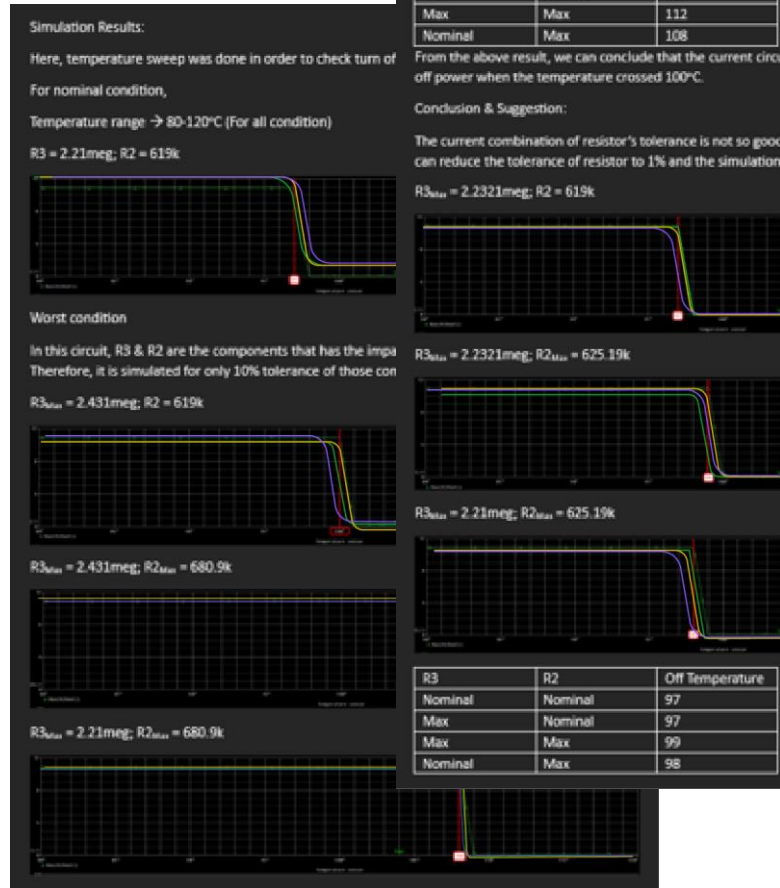 Simulation Results:
Here, temperature sweep was done in order to check turn of
For nominal condition,
Temperature range → 80-120°C (For all condition)
R3 = 2.21meg; R2 = 619k
Worst condition
In this circuit, R3 & R2 are the components that has the impa
Therefore, it is simulated for only 10% tolerance of those con
R3Max = 2.431meg; R2 = 619k
R3Max = 2.431meg; R2Max = 680.9k
R3Max = 2.21meg; R2Max = 680.9k
Max Max 112
Nominal Max 108
From the above result, we can conclude that the current circu
off power when the temperature crossed 100°C.
Conclusion & Suggestion:
The current combination of resistor's tolerance is not so good
can reduce the tolerance of resistor to 1% and the simulation
R3Max = 2.2321meg; R2 = 619k
R3Max = 2.2321meg; R2Max = 625.19k
R3Max = 2.21meg; R2Max = 625.19k
R3 R2 Off Temperature
Nominal Nominal 97
Max Nominal 97
Max Max 99
Nominal Max 98